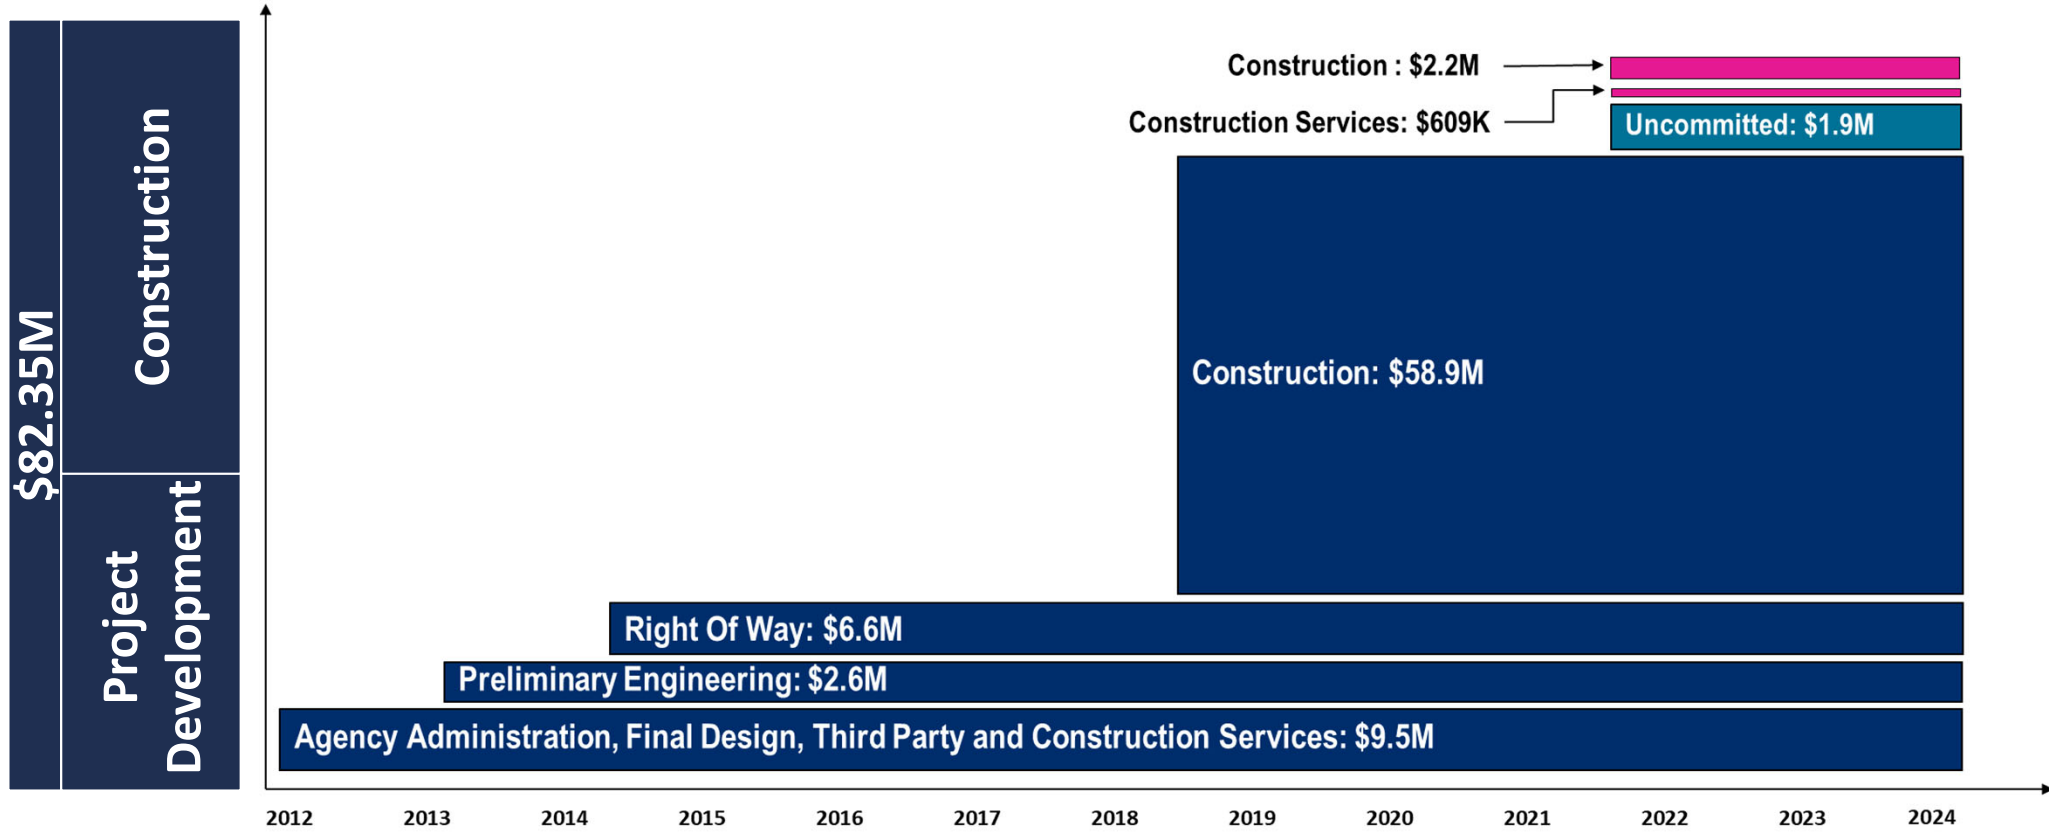 $82.35M
Construction
Project
Development
Construction : $2.2M
Construction Services: $609K
Uncommitted: $1.9M
Construction: $58.9M
Right Of Way: $6.6M
Preliminary Engineering: $2.6M
Agency Administration, Final Design, Third Party and Construction Services: $9.5M
2012 2013 2014 2015 2016 2017 2018 2019 2020 2021 2022 2023 2024